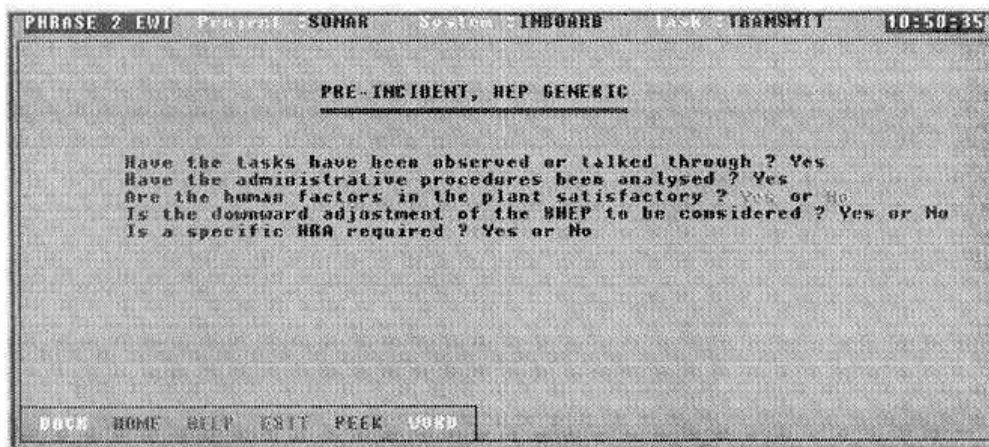 PHRASE 2 EWI Project :SONAR System :INBOARD Task :TRANSMIT 10:50:35
PRE-INCIDENT, HEP GENERIC
Have the tasks have been observed or talked through ? Yes
Have the administrative procedures been analysed ? Yes
Are the human factors in the plant satisfactory ? Yes or No
Is the downward adjustment of the BHEP to be considered ? Yes or No
Is a specific HRA required ? Yes or No
BACK HOME HELP EXIT PEEK WORD